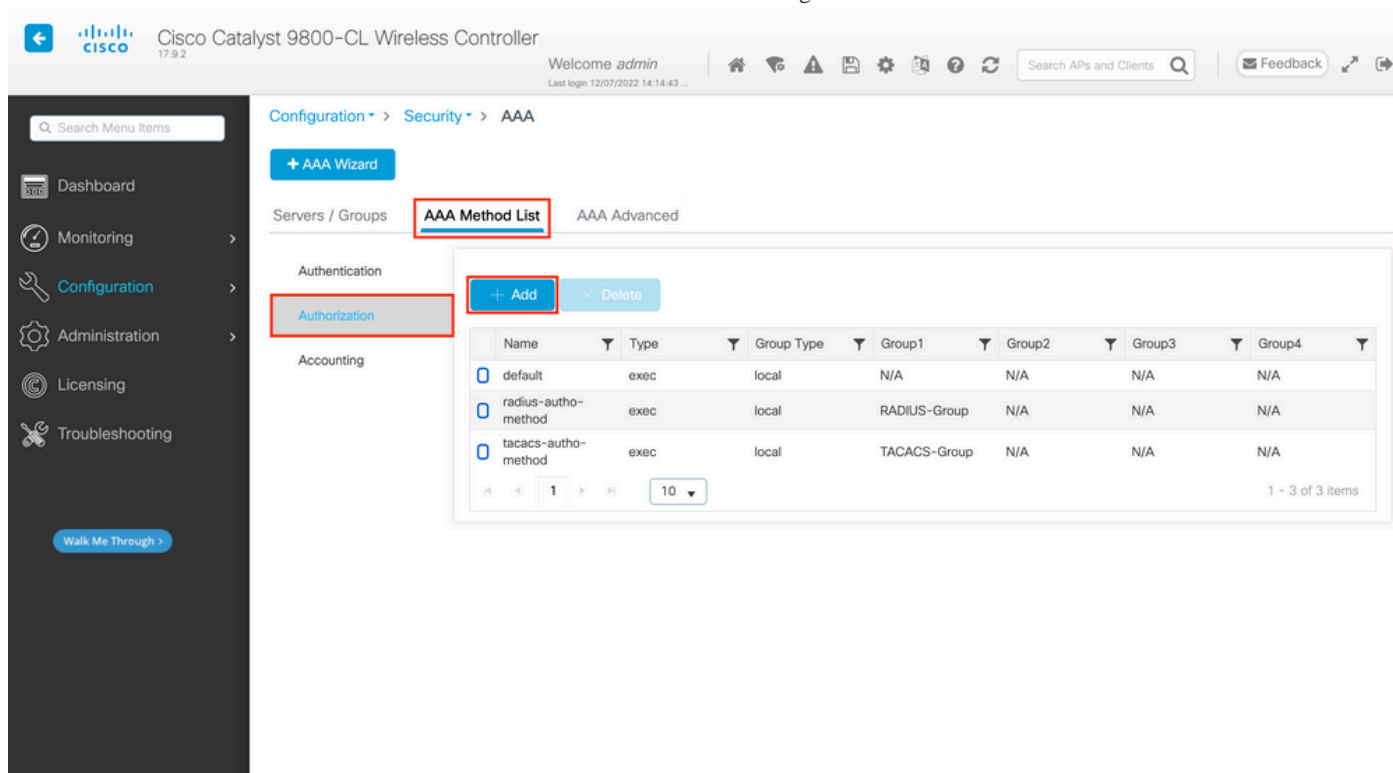 CISCO
Cisco Catalyst 9800-CL Wireless Controller
17.9.2
Welcome admin
Last login 12/07/2022 14:14:43 ...
Search APs and Clients
Feedback
Search Menu Items
Dashboard
Monitoring
Configuration
Administration
Licensing
Troubleshooting
Walk Me Through >
Configuration > Security > AAA
+ AAA Wizard
Servers / Groups AAA Method List AAA Advanced
Authentication
Authorization
Accounting
+ Add × Delete
Name Type Group Type Group1 Group2 Group3 Group4
default exec local N/A N/A N/A N/A
radius-autho-
method exec local RADIUS-Group N/A N/A N/A
tacacs-autho-
method exec local TACACS-Group N/A N/A N/A
1 10 1 - 3 of 3 items